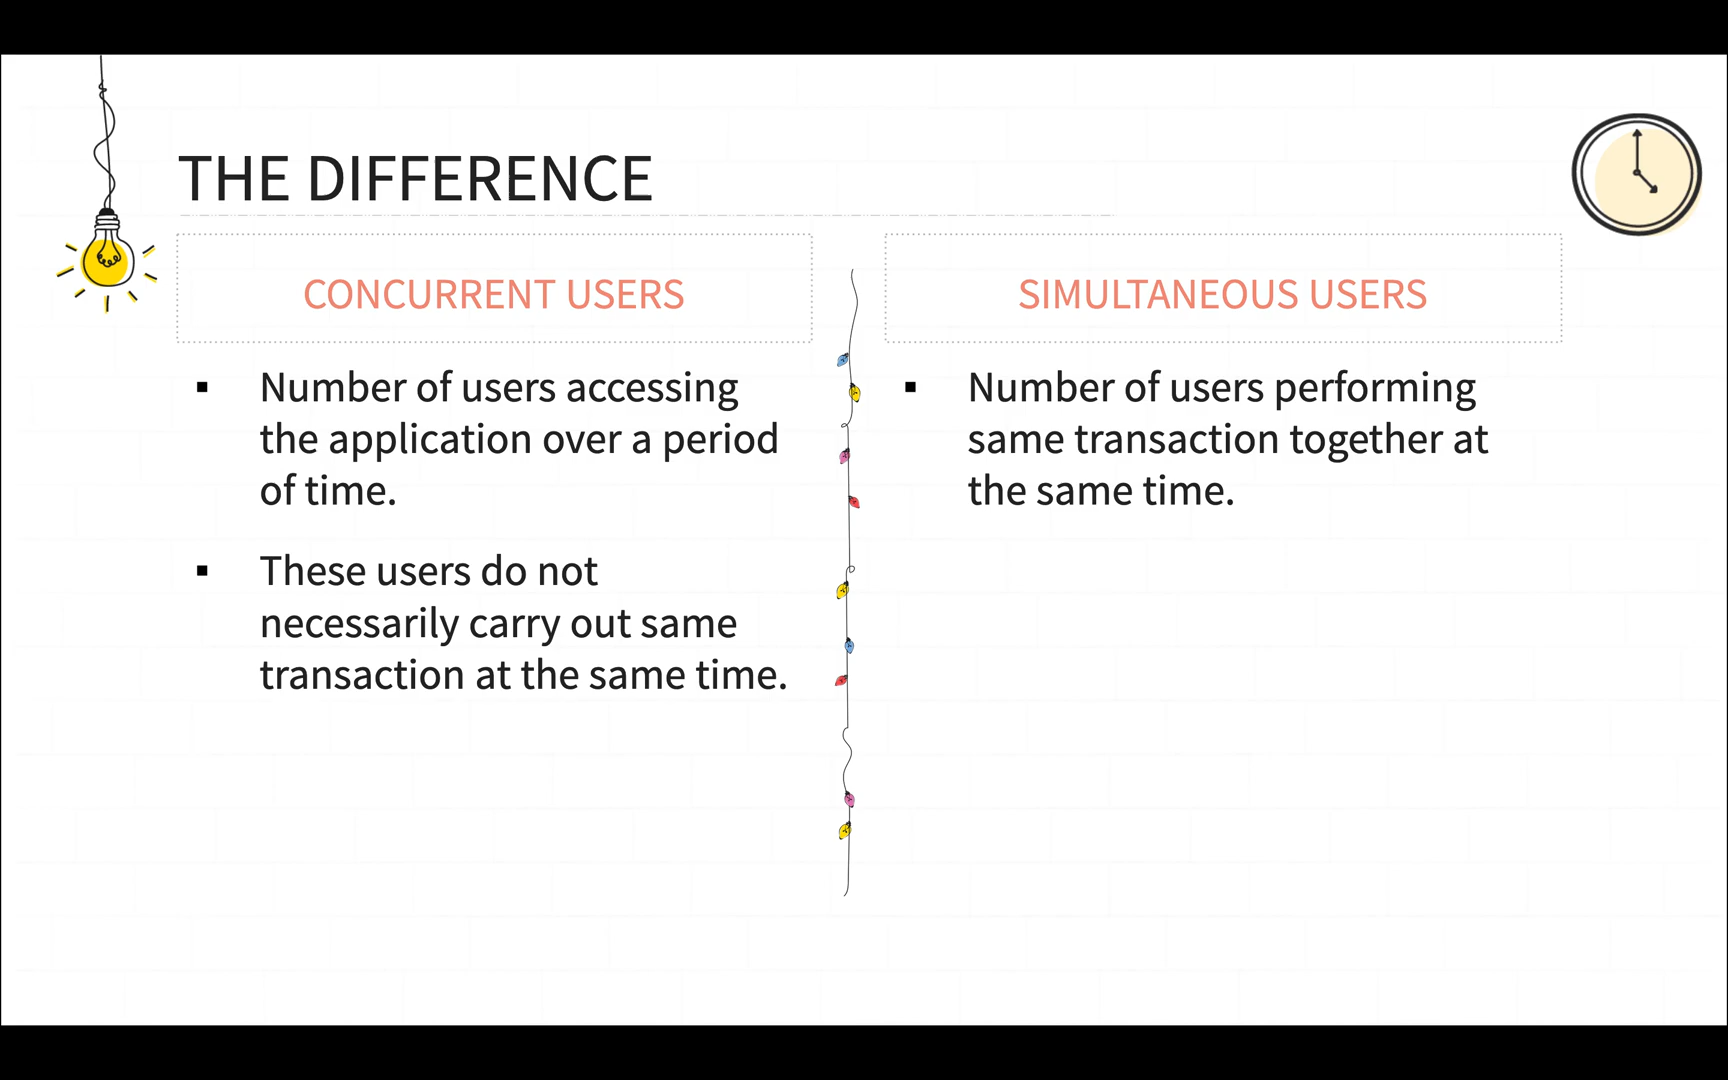 THE DIFFERENCE
CONCURRENT USERS
▪ Number of users accessing
the application over a period
of time.
▪ These users do not
necessarily carry out same
transaction at the same time.
SIMULTANEOUS USERS
▪ Number of users performing
same transaction together at
the same time.